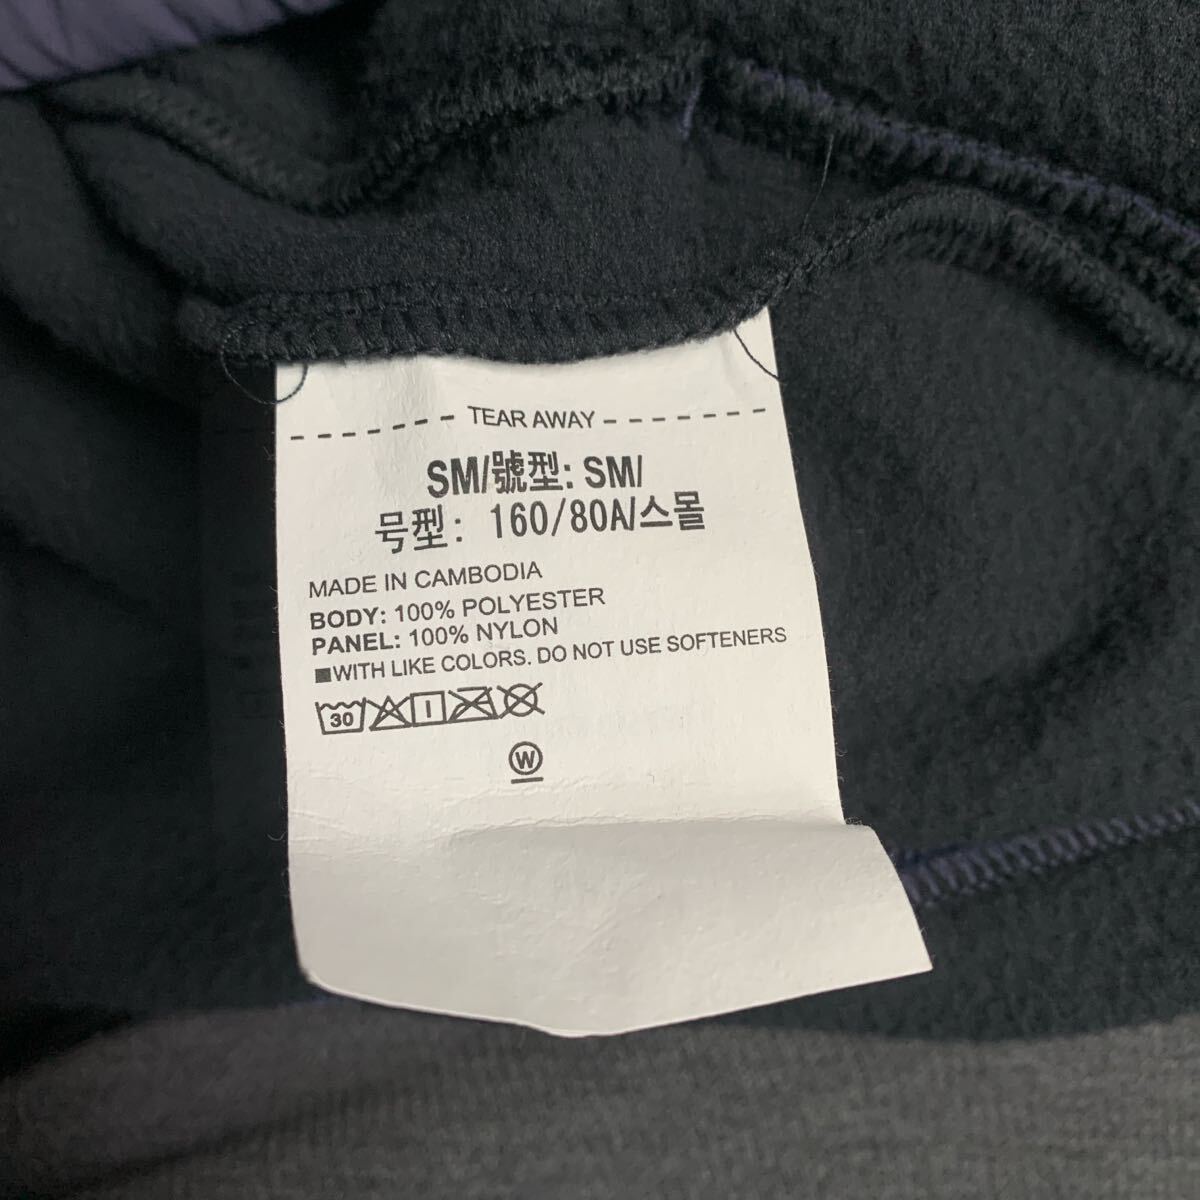 TEAR AWAY
SM/號型: SM/
号型: 160/80A/스몰
MADE IN CAMBODIA
BODY: 100% POLYESTER
PANEL: 100% NYLON
■WITH LIKE COLORS. DO NOT USE SOFTENERS
30
W